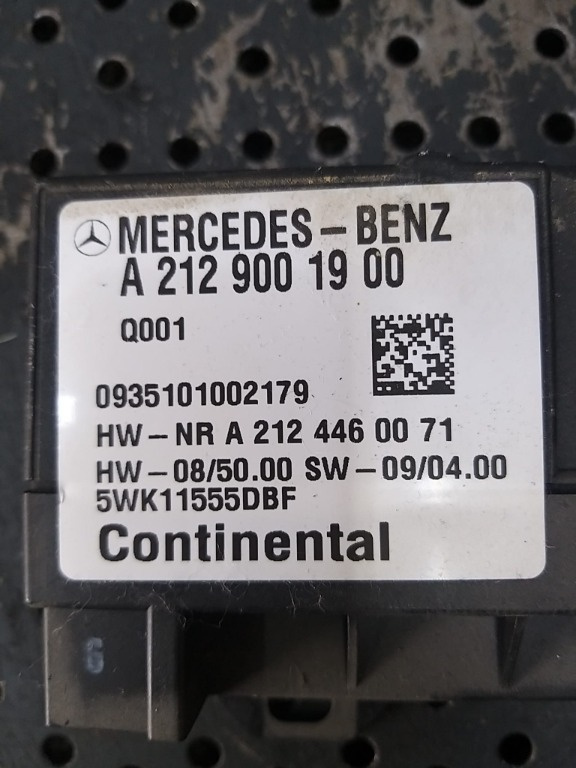 MERCEDES-BENZ
A 212 900 19 00
Q001
0935101002179
HW-NR A 212 446 00 71
HW-08/50.00 SW-09/04.00
5WK11555DBF
Continental
6